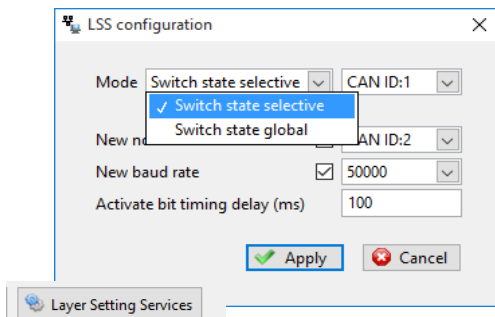 LSS configuration
Mode Switch state selective CAN ID:1
✓ Switch state selective
Switch state global
New no AN ID:2
New baud rate 50000
Activate bit timing delay (ms) 100
Apply Cancel
Layer Setting Services